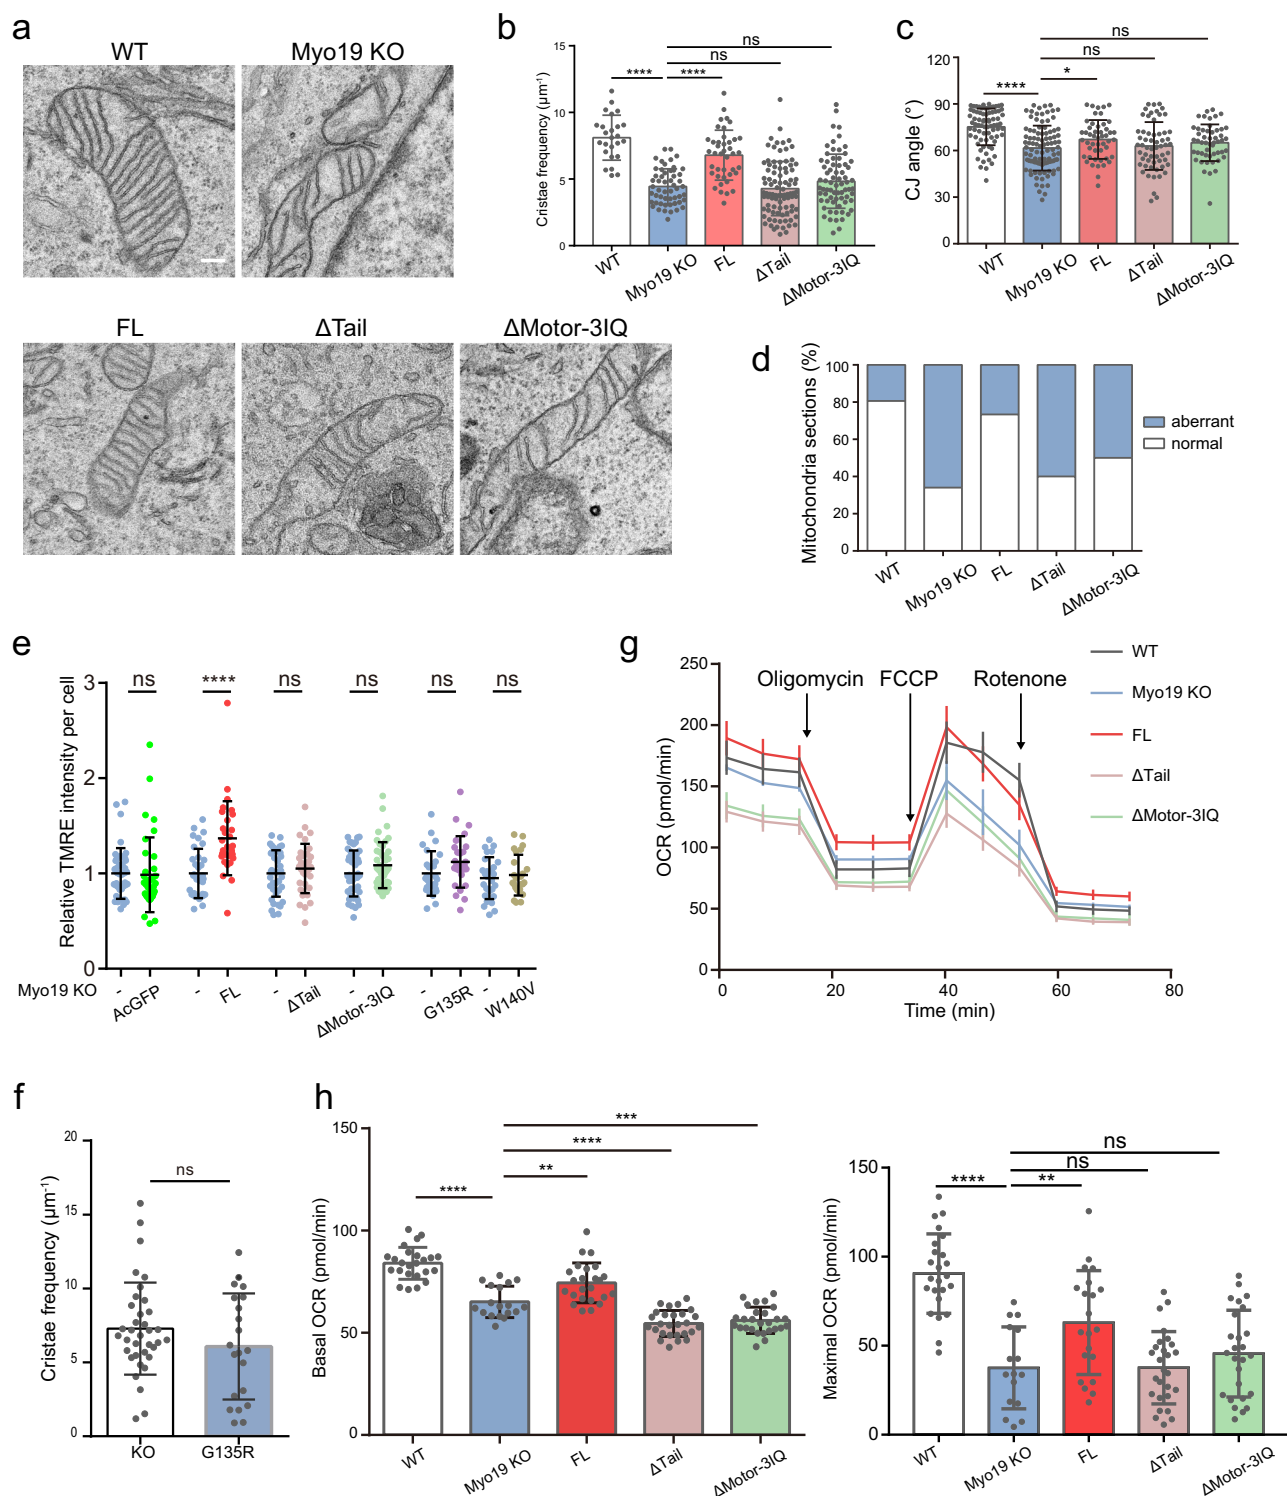 a
WT
Myo19 KO
FL
ΔTail
ΔMotor-3IQ
b
Cristae frequency (µm⁻¹)
15
10
5
0
ns
ns
**** ****
WT
Myo19 KO
FL
ΔTail
ΔMotor-3IQ
c
CJ angle (°)
120
90
60
30
0
ns
ns
*
****
WT
Myo19 KO
FL
ΔTail
ΔMotor-3IQ
d
Mitochondria sections (%)
100
80
60
40
20
0
aberrant
normal
WT
Myo19 KO
FL
ΔTail
ΔMotor-3IQ
e
Relative TMRE intensity per cell
3
2
1
0
ns **** ns ns ns ns
Myo19 KO
- AcGFP - FL - ΔTail - ΔMotor-3IQ - G135R - W140V
g
OCR (pmol/min)
250
200
150
100
50
0
Oligomycin FCCP Rotenone
WT
Myo19 KO
FL
ΔTail
ΔMotor-3IQ
0 20 40 60 80
Time (min)
f
Cristae frequency (µm⁻¹)
20
15
10
5
0
ns
KO G135R
h
Basal OCR (pmol/min)
150
100
50
0
***
****
**
****
WT
Myo19 KO
FL
ΔTail
ΔMotor-3IQ
Maximal OCR (pmol/min)
150
100
50
0
ns
ns
**** **
WT
Myo19 KO
FL
ΔTail
ΔMotor-3IQ